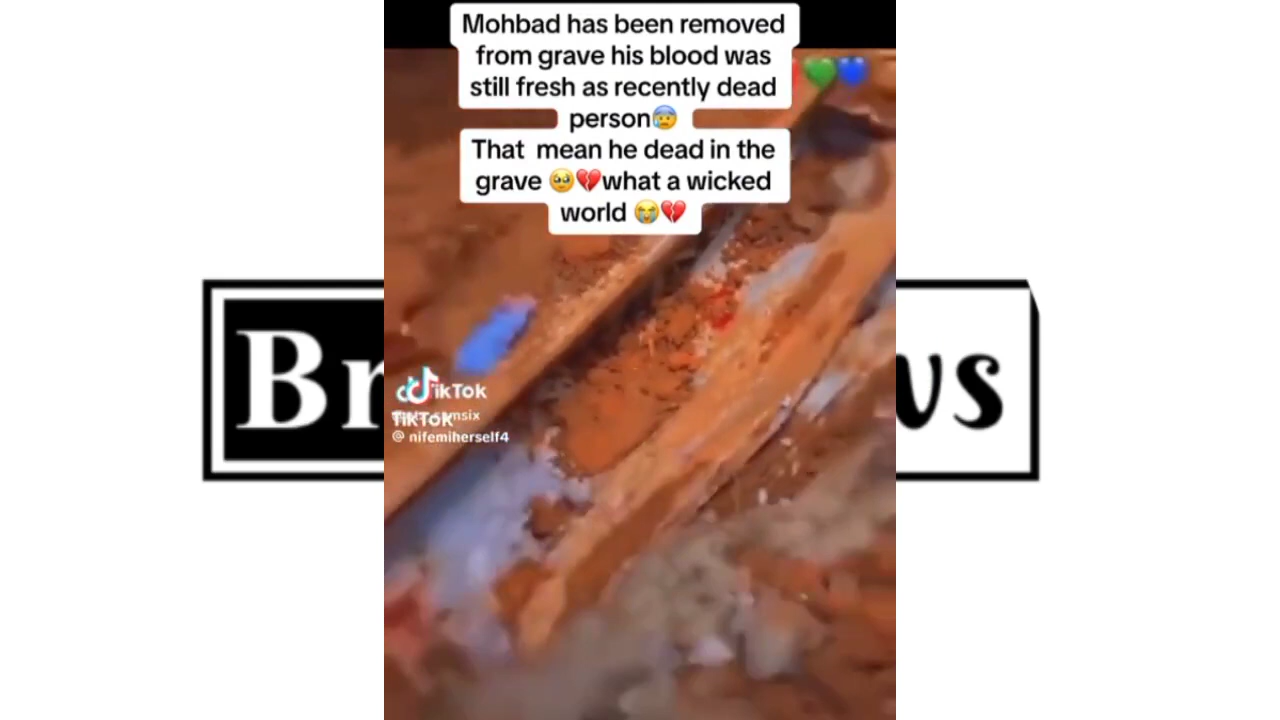 Mohbad has been removed
from grave his blood was
still fresh as recently dead
person😰
That mean he dead in the
grave 🥹💔what a wicked
world 😭💔
Br
ws
TikTok
TikTok
@ nifemiherself4